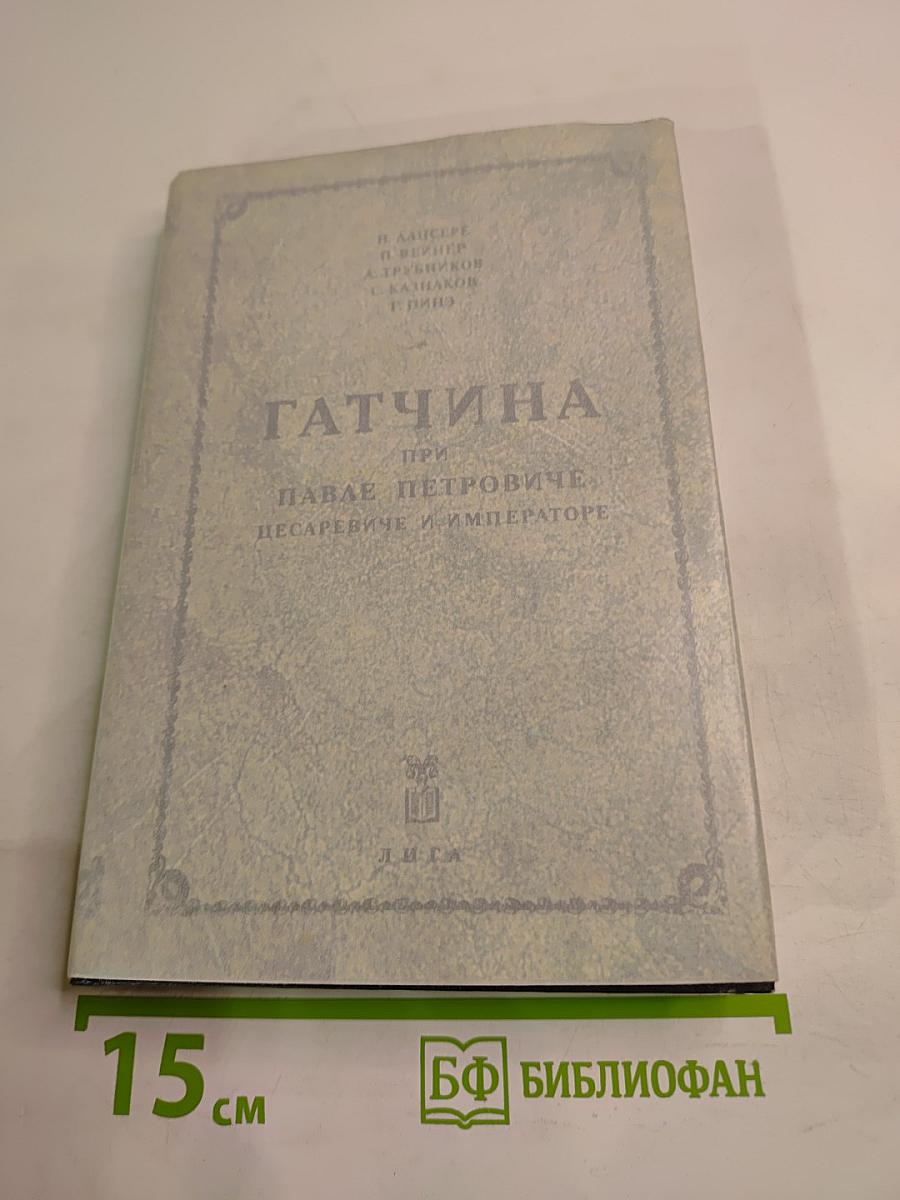 Н. ЛАНСЕРЕ
П. ВЕЙНЕР
А. ТРУБНИКОВ
С. КАЗНАКОВ
Г. ПИНЭ
ГАТЧИНА
ПРИ
ПАВЛЕ ПЕТРОВИЧЕ
ЦЕСАРЕВИЧЕ И ИМПЕРАТОРЕ
ЛИГА
15 см
БФ БИБЛИОФАН